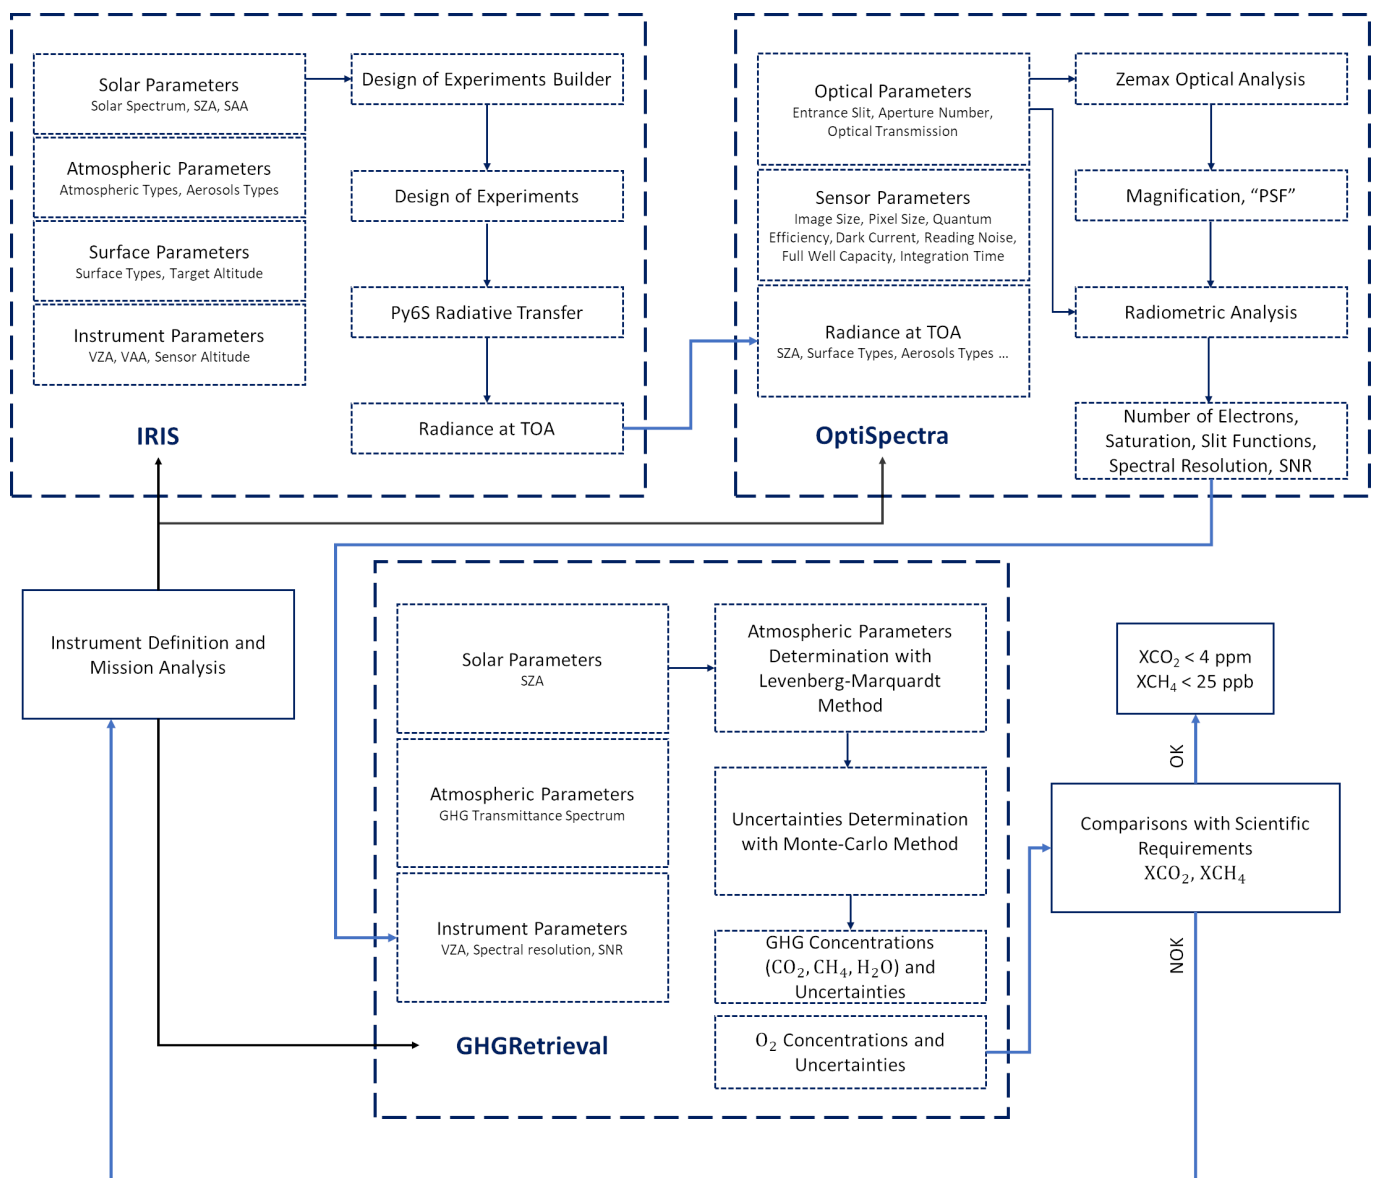 Solar Parameters
Solar Spectrum, SZA, SAA
Atmospheric Parameters
Atmospheric Types, Aerosols Types
Surface Parameters
Surface Types, Target Altitude
Instrument Parameters
VZA, VAA, Sensor Altitude
IRIS
Design of Experiments Builder
Design of Experiments
Py6S Radiative Transfer
Radiance at TOA
Optical Parameters
Entrance Slit, Aperture Number,
Optical Transmission
Sensor Parameters
Image Size, Pixel Size, Quantum
Efficiency, Dark Current, Reading Noise,
Full Well Capacity, Integration Time
Radiance at TOA
SZA, Surface Types, Aerosols Types ...
OptiSpectra
Zemax Optical Analysis
Magnification, “PSF”
Radiometric Analysis
Number of Electrons,
Saturation, Slit Functions,
Spectral Resolution, SNR
Instrument Definition and
Mission Analysis
Solar Parameters
SZA
Atmospheric Parameters
GHG Transmittance Spectrum
Instrument Parameters
VZA, Spectral resolution, SNR
GHGRetrieval
Atmospheric Parameters
Determination with
Levenberg-Marquardt
Method
Uncertainties Determination
with Monte-Carlo Method
GHG Concentrations
(CO₂, CH₄, H₂O) and
Uncertainties
O₂ Concentrations and
Uncertainties
XCO₂ < 4 ppm
XCH₄ < 25 ppb
OK
Comparisons with Scientific
Requirements
XCO₂, XCH₄
NOK